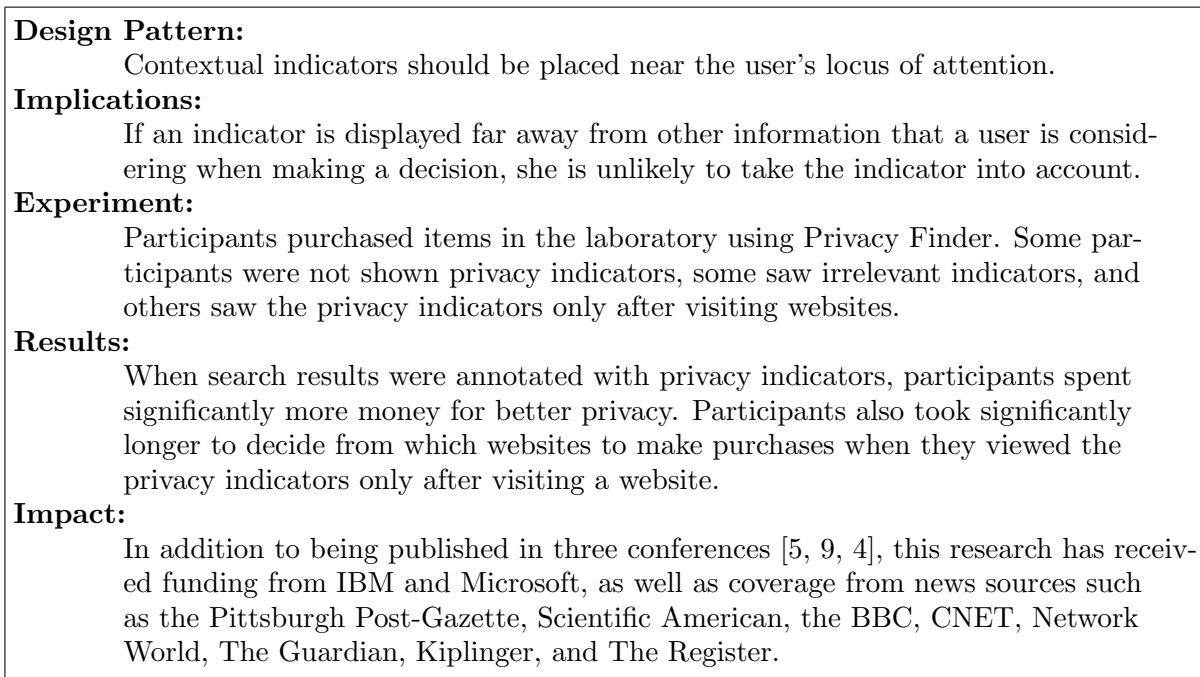 Design Pattern:
Contextual indicators should be placed near the user's locus of attention.
Implications:
If an indicator is displayed far away from other information that a user is consid-
ering when making a decision, she is unlikely to take the indicator into account.
Experiment:
Participants purchased items in the laboratory using Privacy Finder. Some par-
ticipants were not shown privacy indicators, some saw irrelevant indicators, and
others saw the privacy indicators only after visiting websites.
Results:
When search results were annotated with privacy indicators, participants spent
significantly more money for better privacy. Participants also took significantly
longer to decide from which websites to make purchases when they viewed the
privacy indicators only after visiting a website.
Impact:
In addition to being published in three conferences [5, 9, 4], this research has receiv-
ed funding from IBM and Microsoft, as well as coverage from news sources such
as the Pittsburgh Post-Gazette, Scientific American, the BBC, CNET, Network
World, The Guardian, Kiplinger, and The Register.